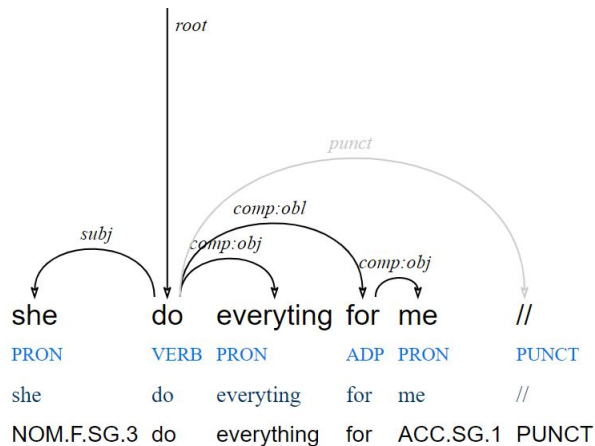 root
punct
comp:obl
subj comp:obj comp:obj
she do everyting for me //
PRON VERB PRON ADP PRON PUNCT
she do everyting for me //
NOM.F.SG.3 do everything for ACC.SG.1 PUNCT